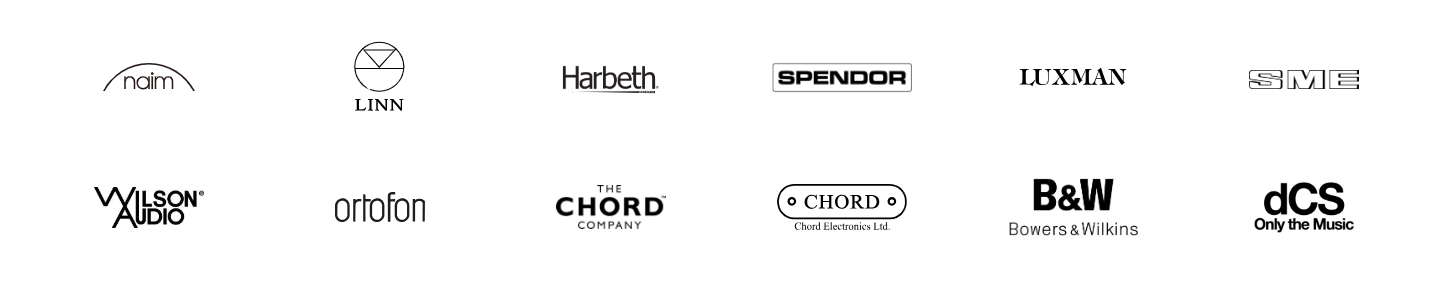 naim
LINN
Harbeth
SPENDOR
LUXMAN
SME
WILSON®
AUDIO
ortofon
THE
CHORD™
COMPANY
CHORD
Chord Electronics Ltd.
B&W
Bowers & Wilkins
dCS
Only the Music